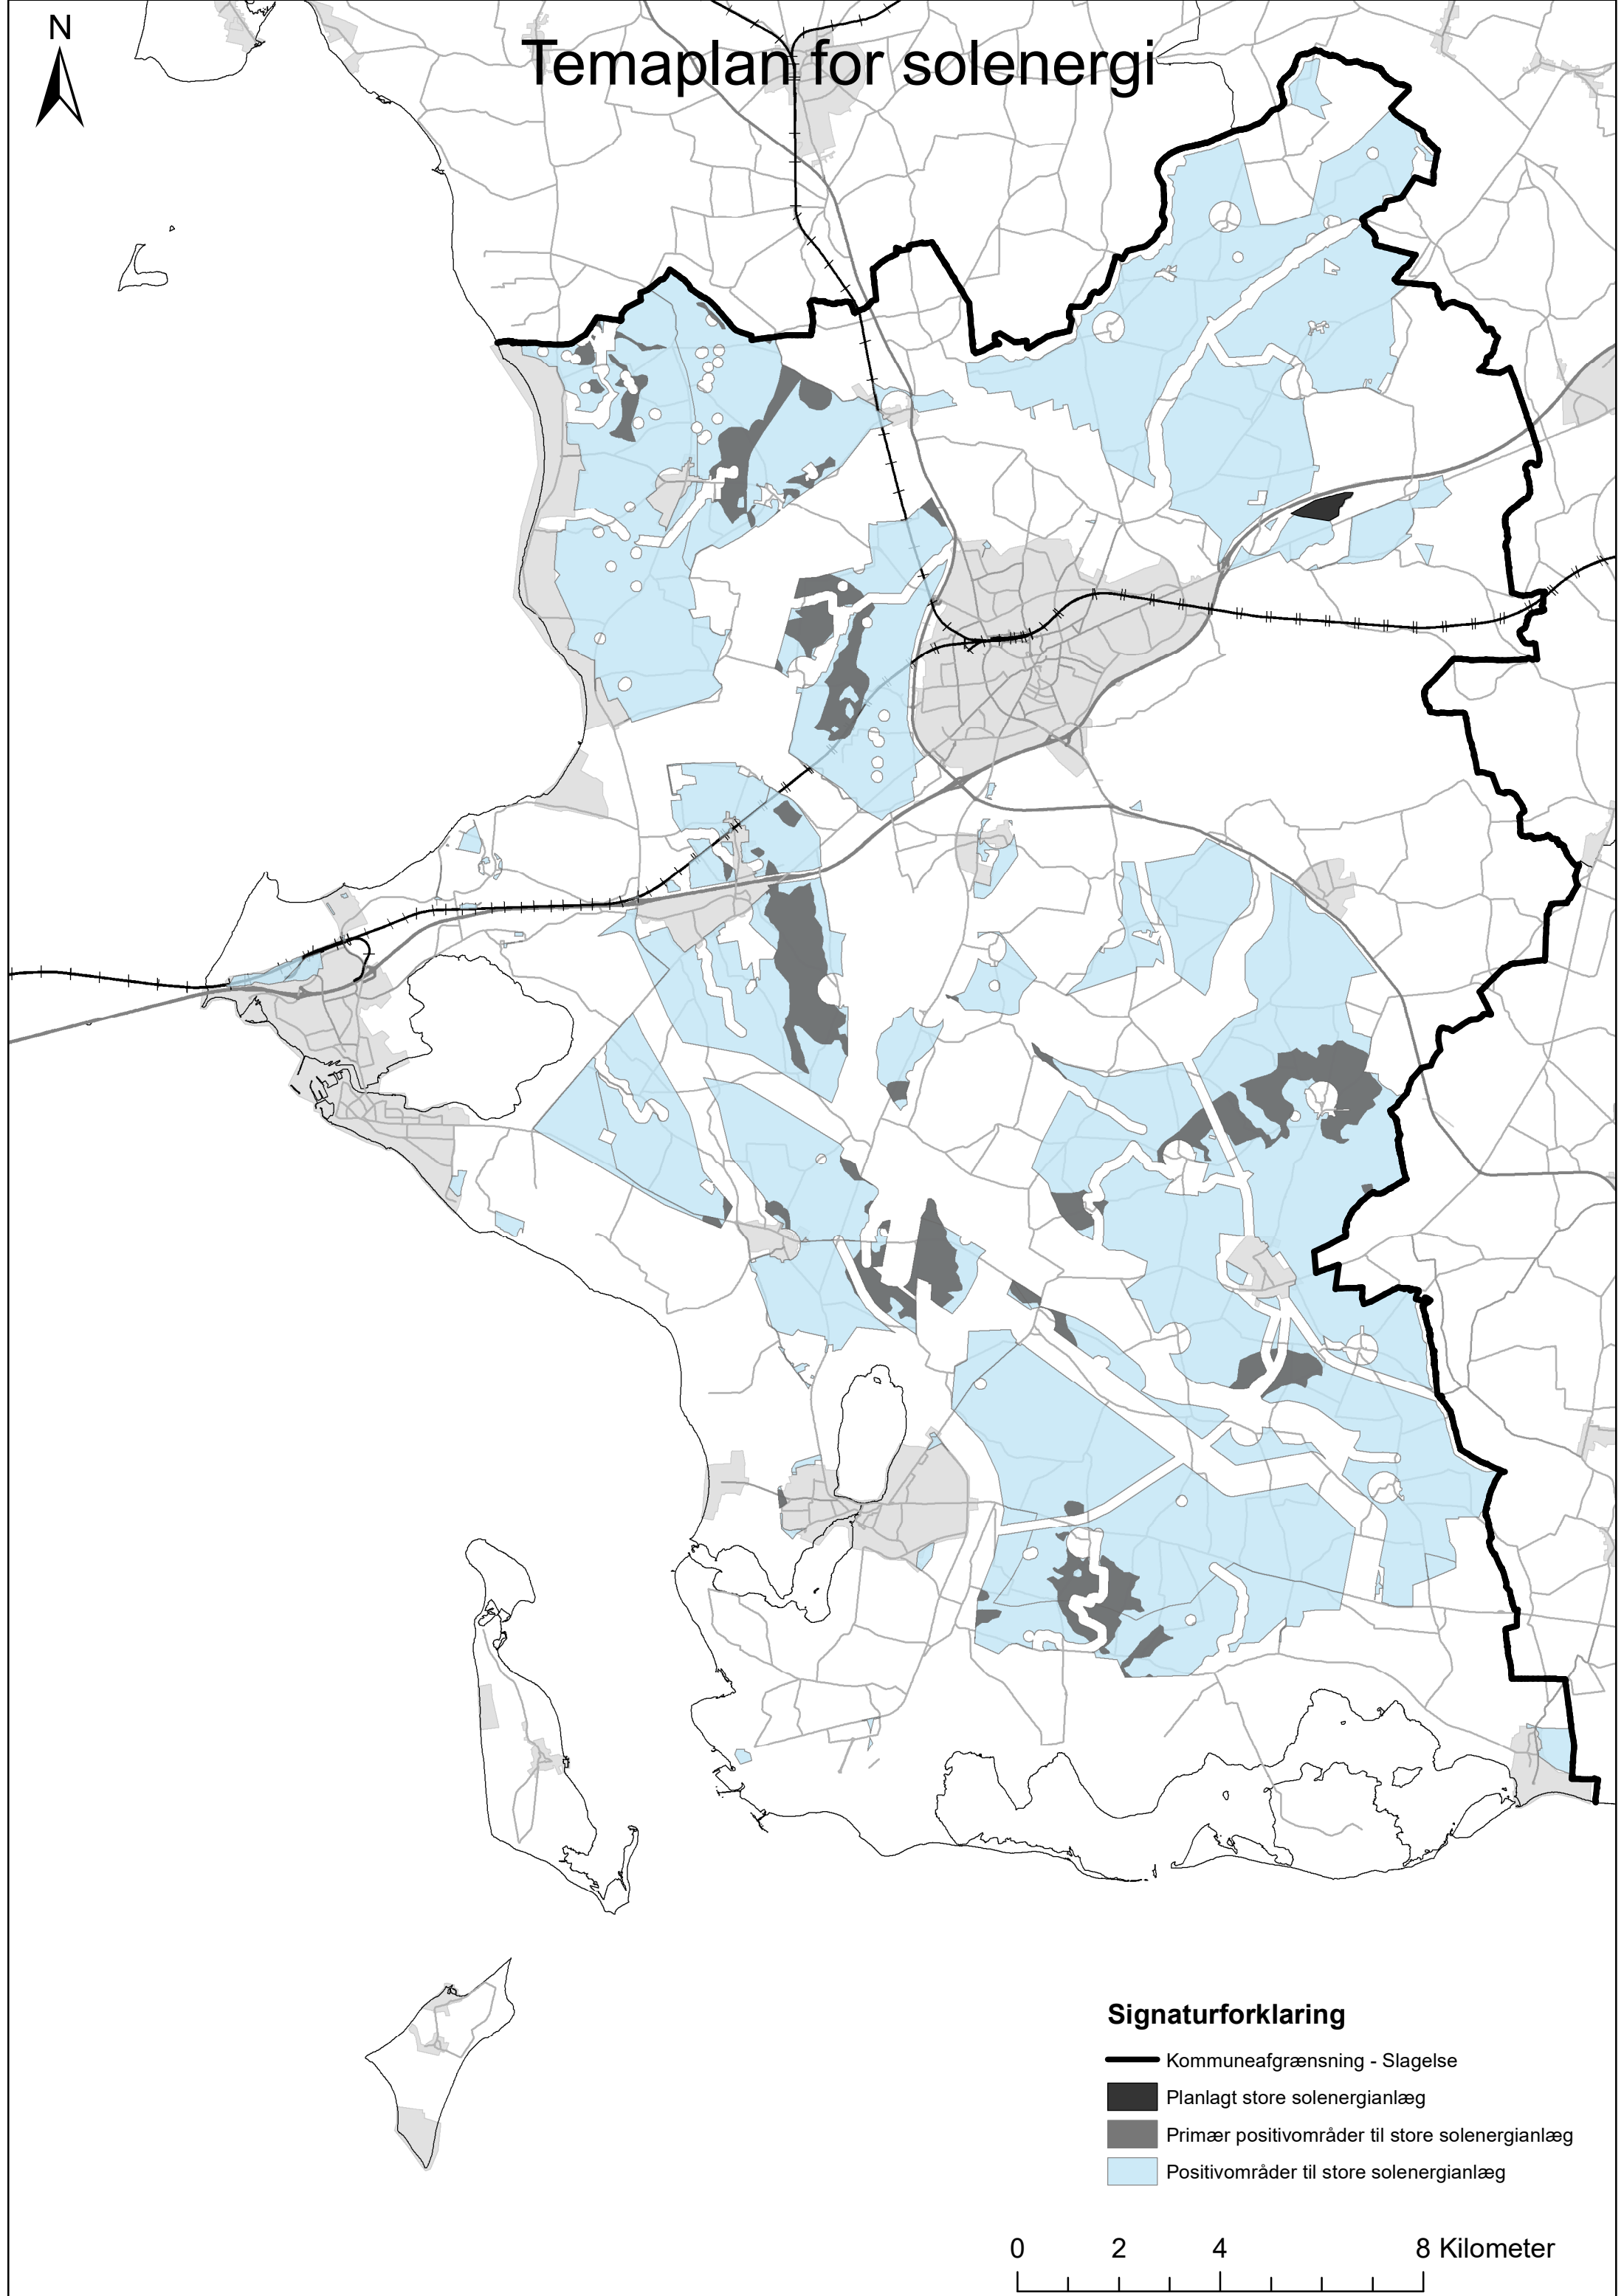 N
Temaplan for solenergi
Signaturforklaring
Kommuneafgrænsning - Slagelse
Planlagt store solenergianlæg
Primær positivområder til store solenergianlæg
Positivområder til store solenergianlæg
0 2 4 8 Kilometer